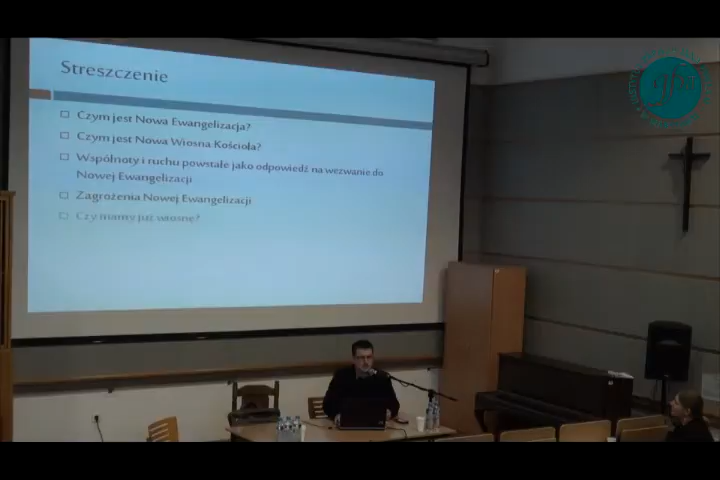 Streszczenie
Czym jest Nowa Ewangelizacja?
Czym jest Nowa Wiosna Kościoła?
Wspólnoty i ruchu powstałe jako odpowiedź na wezwanie do
Nowej Ewangelizacji
Zagrożenia Nowej Ewangelizacji
Czy mamy już wiosnę?